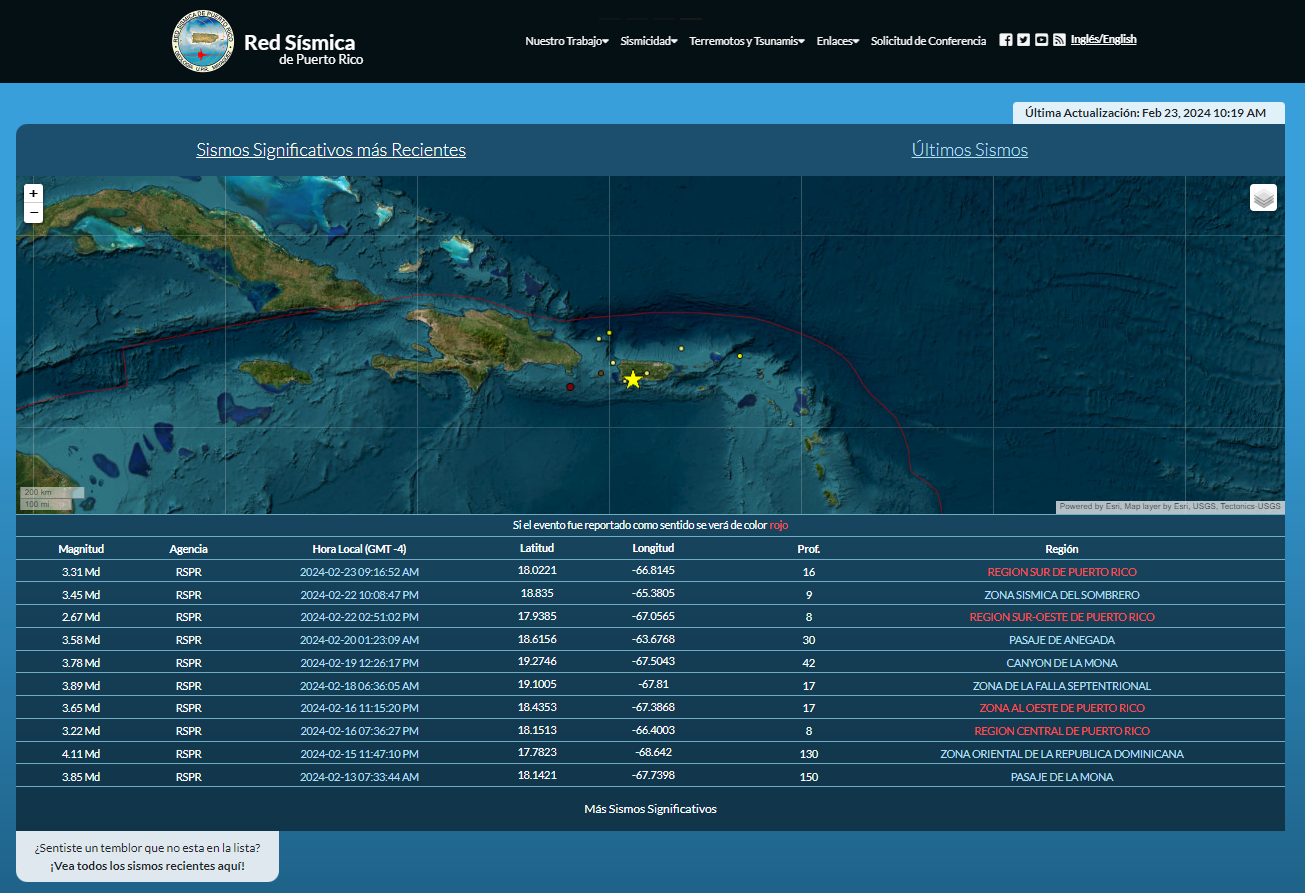 Red Sísmica
de Puerto Rico
Nuestro Trabajo Sismicidad Terremotos y Tsunamis Enlaces Solicitud de Conferencia Inglés/English
Última Actualización: Feb 23, 2024 10:19 AM
Sismos Significativos más Recientes Últimos Sismos
+
−
200 km
100 mi
Powered by Esri, Map layer by Esri, USGS, Tectonics-USGS
Si el evento fue reportado como sentido se verá de color rojo
Magnitud Agencia Hora Local (GMT -4) Latitud Longitud Prof. Región
3.31 Md RSPR 2024-02-23 09:16:52 AM 18.0221 -66.8145 16 REGION SUR DE PUERTO RICO
3.45 Md RSPR 2024-02-22 10:08:47 PM 18.835 -65.3805 9 ZONA SISMICA DEL SOMBRERO
2.67 Md RSPR 2024-02-22 02:51:02 PM 17.9385 -67.0565 8 REGION SUR-OESTE DE PUERTO RICO
3.58 Md RSPR 2024-02-20 01:23:09 AM 18.6156 -63.6768 30 PASAJE DE ANEGADA
3.78 Md RSPR 2024-02-19 12:26:17 PM 19.2746 -67.5043 42 CANYON DE LA MONA
3.89 Md RSPR 2024-02-18 06:36:05 AM 19.1005 -67.81 17 ZONA DE LA FALLA SEPTENTRIONAL
3.65 Md RSPR 2024-02-16 11:15:20 PM 18.4353 -67.3868 17 ZONA AL OESTE DE PUERTO RICO
3.22 Md RSPR 2024-02-16 07:36:27 PM 18.1513 -66.4003 8 REGION CENTRAL DE PUERTO RICO
4.11 Md RSPR 2024-02-15 11:47:10 PM 17.7823 -68.642 130 ZONA ORIENTAL DE LA REPUBLICA DOMINICANA
3.85 Md RSPR 2024-02-13 07:33:44 AM 18.1421 -67.7398 150 PASAJE DE LA MONA
Más Sismos Significativos
¿Sentiste un temblor que no esta en la lista?
¡Vea todos los sismos recientes aquí!